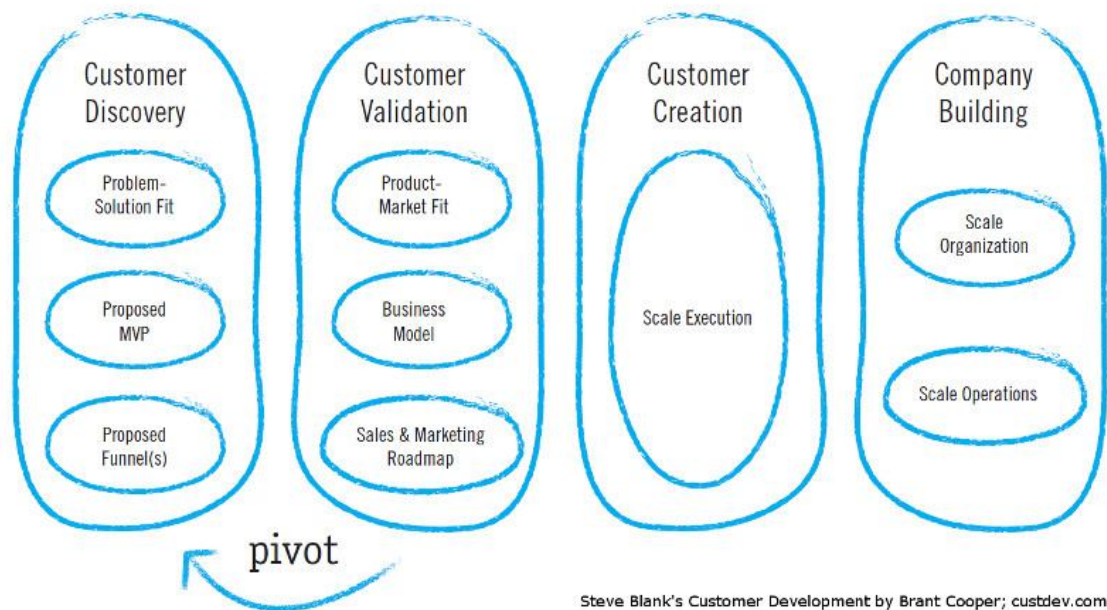 Customer
Discovery
Problem-
Solution Fit
Proposed
MVP
Proposed
Funnel(s)
Customer
Validation
Product-
Market Fit
Business
Model
Sales & Marketing
Roadmap
Customer
Creation
Scale Execution
Company
Building
Scale
Organization
Scale Operations
pivot
Steve Blank's Customer Development by Brant Cooper; custdev.com